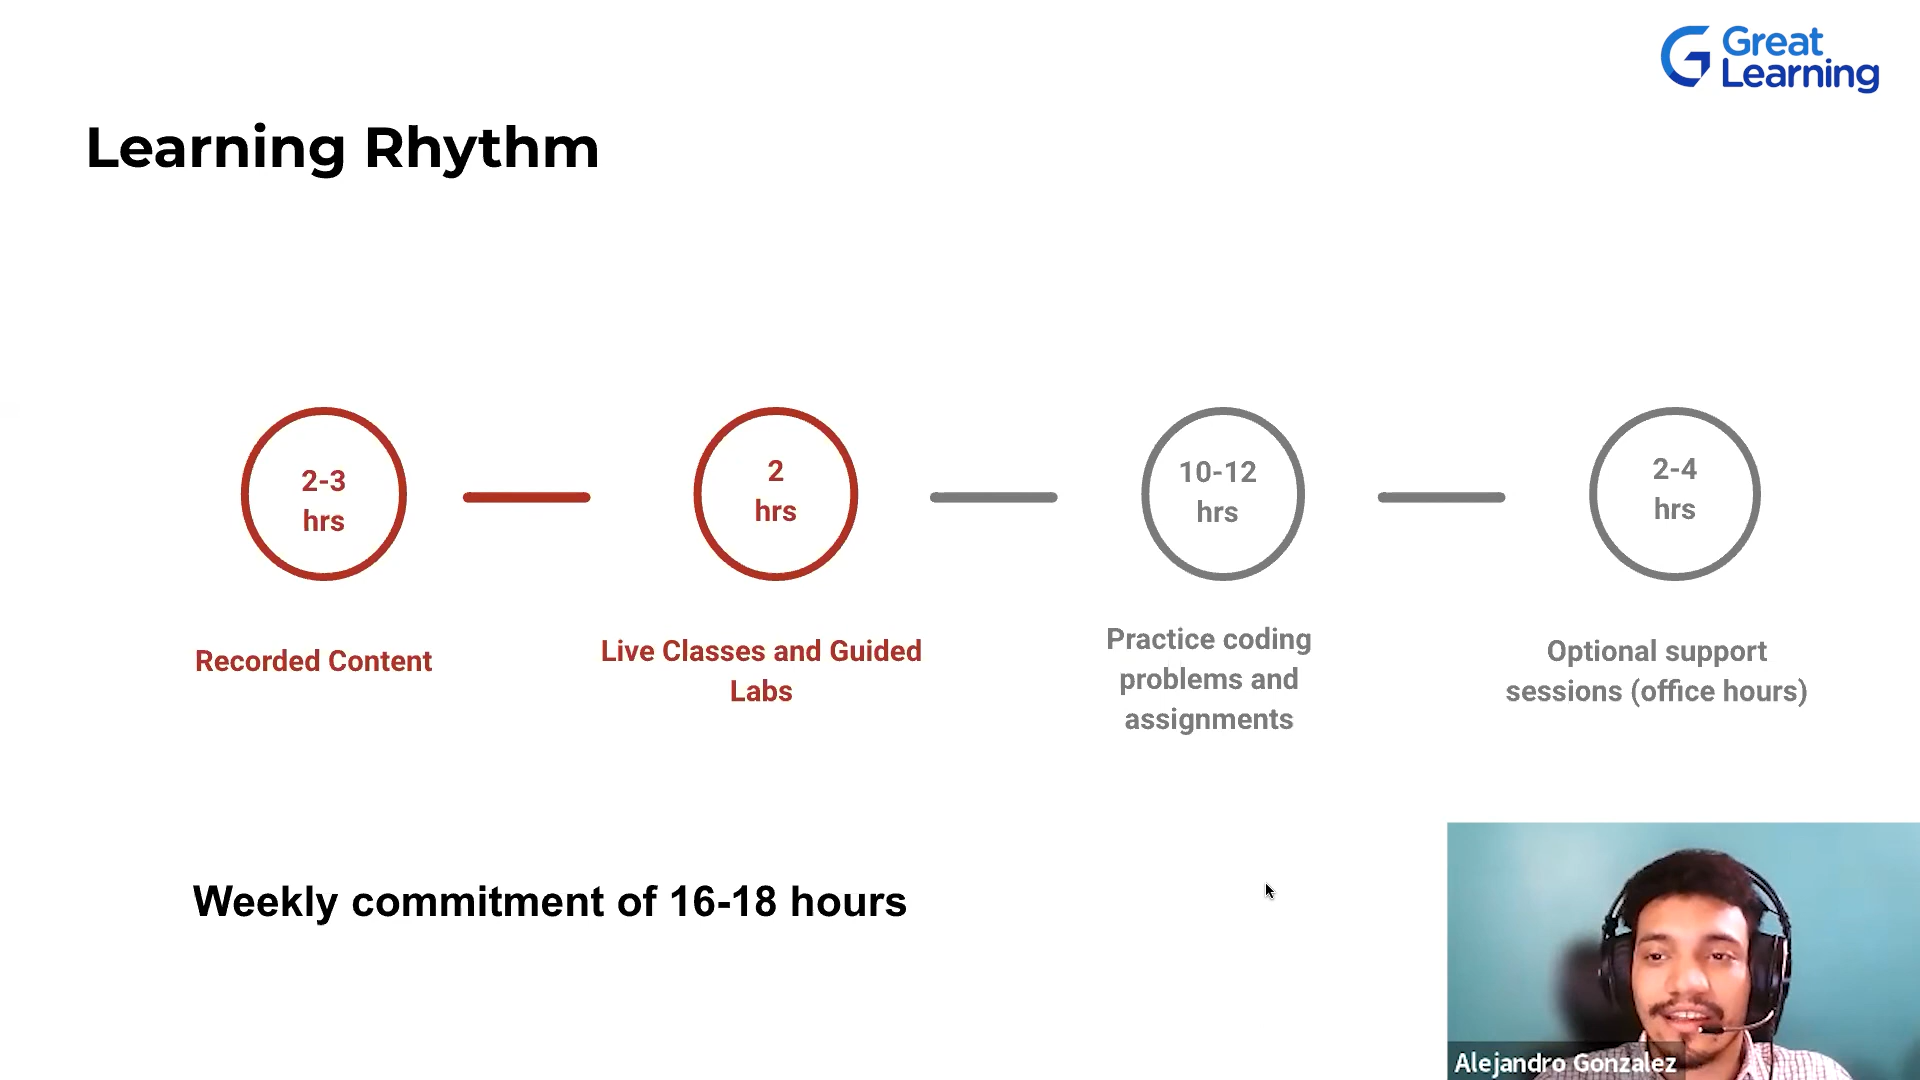 Great
Learning
Learning Rhythm
2-3
hrs
2
hrs
10-12
hrs
2-4
hrs
Recorded Content
Live Classes and Guided
Labs
Practice coding
problems and
assignments
Optional support
sessions (office hours)
Weekly commitment of 16-18 hours
Alejandro Gonzalez